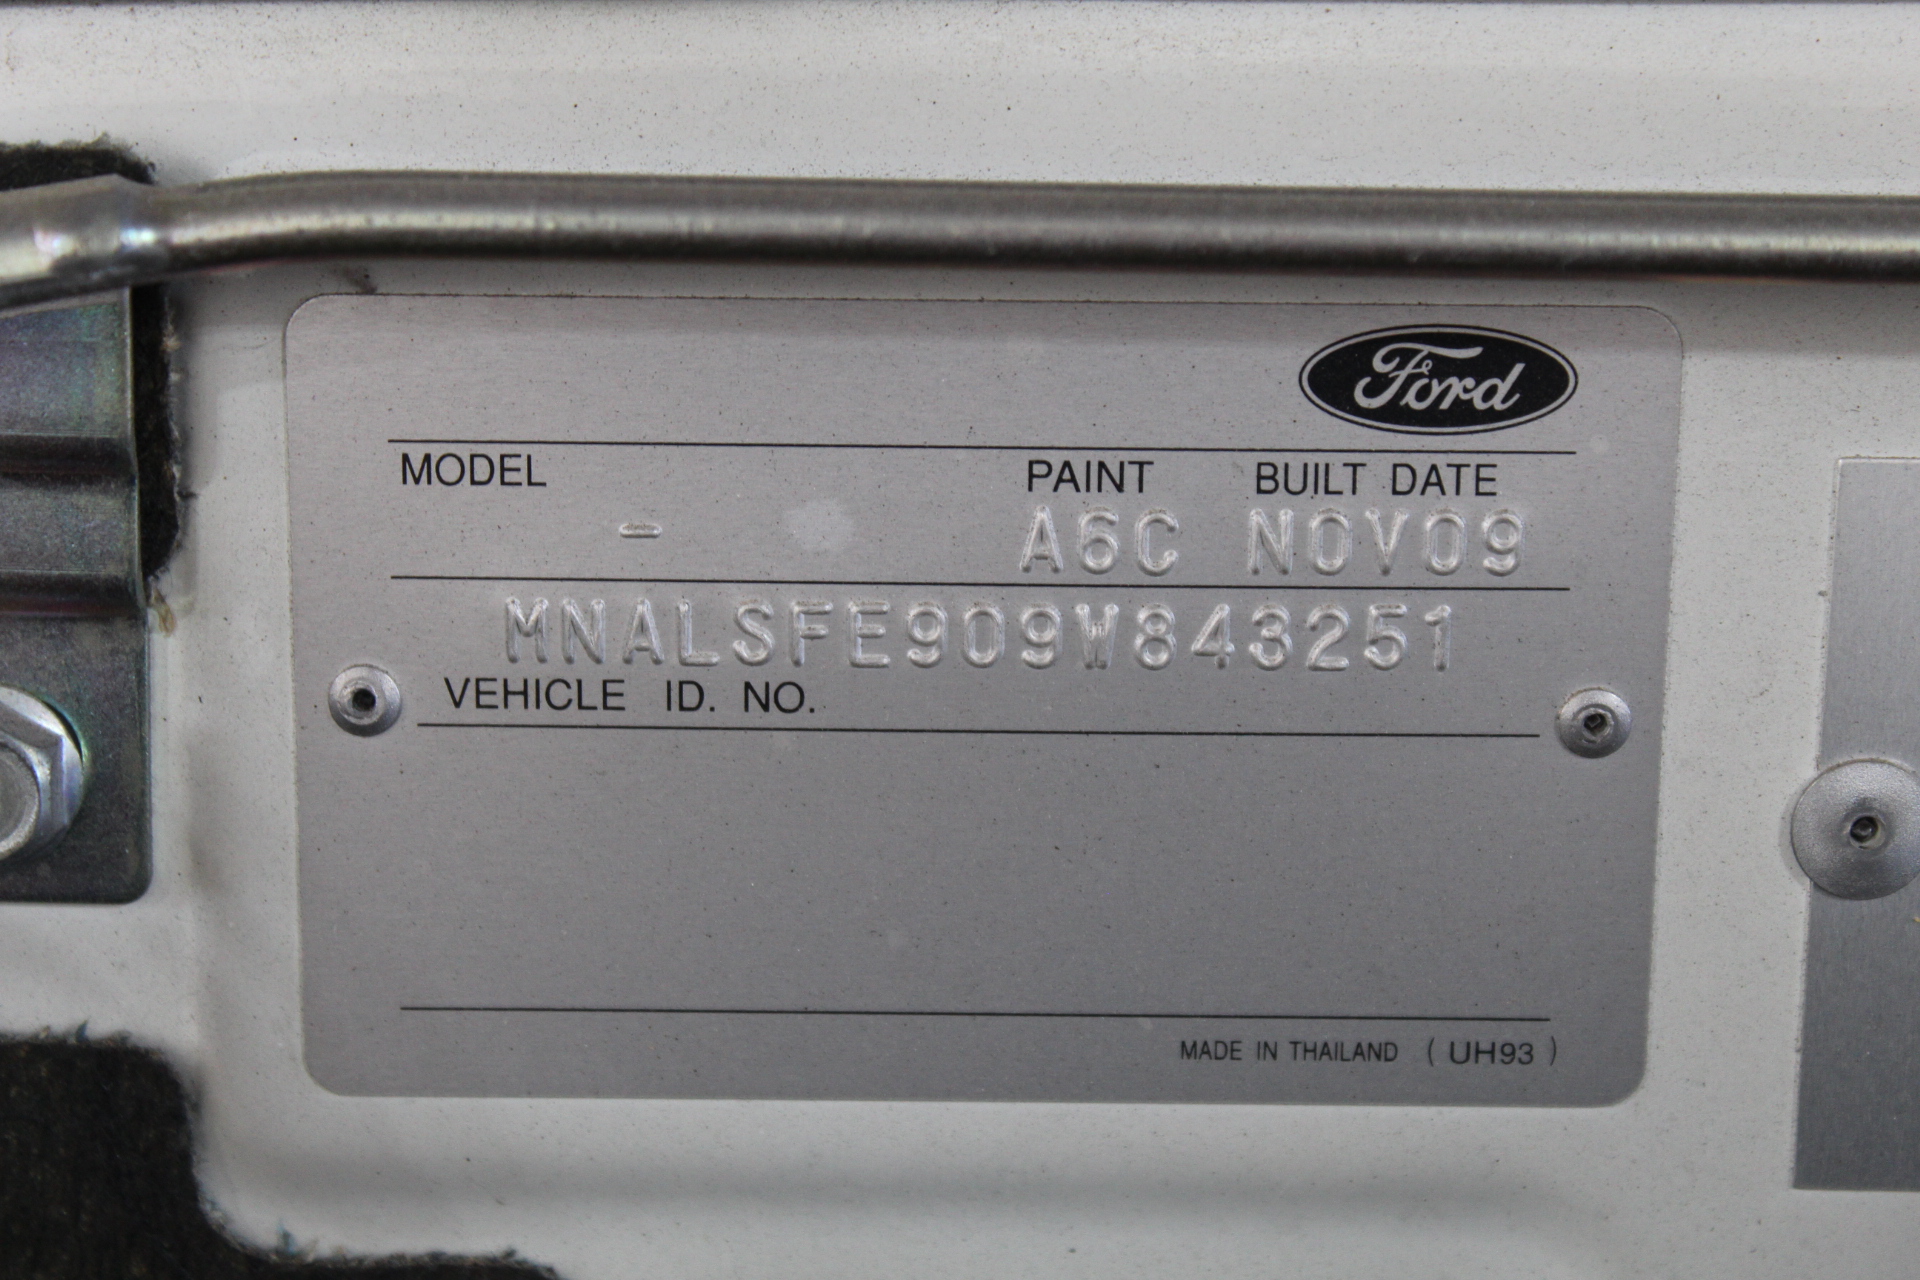 Ford
MODEL PAINT BUILT DATE
- A6C NOV09
MNALSFE909W843251
VEHICLE ID. NO.
MADE IN THAILAND ( UH93 )